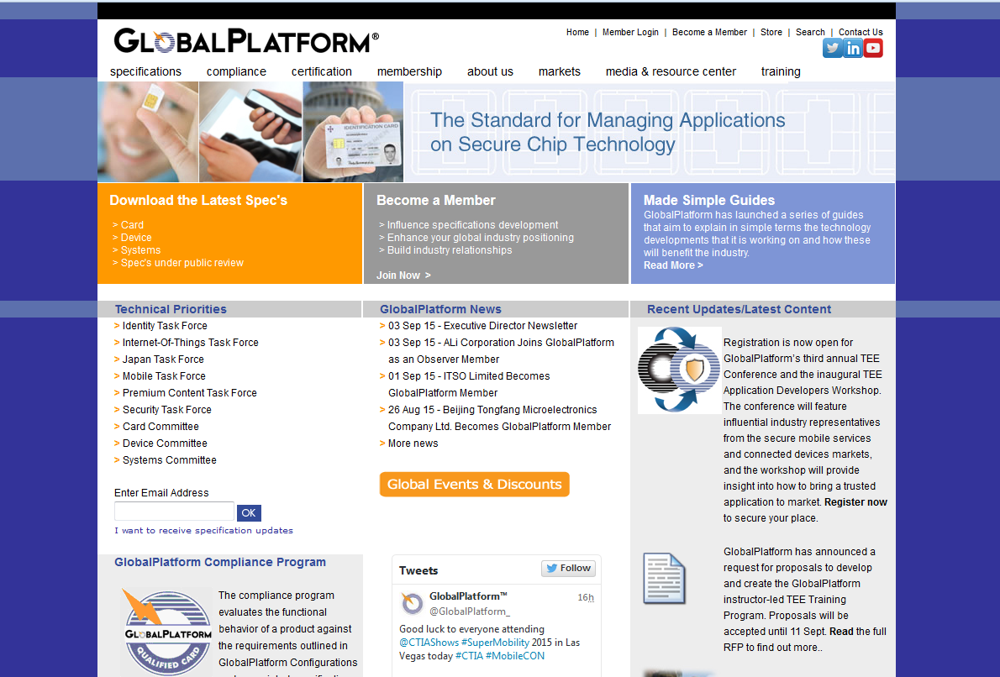 GLOBALPLATFORM®
Home | Member Login | Become a Member | Store | Search | Contact Us
specifications compliance certification membership about us markets media & resource center training
IDENTIFICATION CARD
The Standard for Managing Applications
on Secure Chip Technology
Download the Latest Spec's
> Card
> Device
> Systems
> Spec's under public review
Become a Member
> Influence specifications development
> Enhance your global industry positioning
> Build industry relationships
Join Now >
Made Simple Guides
GlobalPlatform has launched a series of guides
that aim to explain in simple terms the technology
developments that it is working on and how these
will benefit the industry.
Read More >
Technical Priorities
> Identity Task Force
> Internet-Of-Things Task Force
> Japan Task Force
> Mobile Task Force
> Premium Content Task Force
> Security Task Force
> Card Committee
> Device Committee
> Systems Committee
Enter Email Address
OK
I want to receive specification updates
GlobalPlatform Compliance Program
GLOBALPLATFORM
QUALIFIED CARD
The compliance program
evaluates the functional
behavior of a product against
the requirements outlined in
GlobalPlatform Configurations
GlobalPlatform News
> 03 Sep 15 - Executive Director Newsletter
> 03 Sep 15 - ALi Corporation Joins GlobalPlatform
as an Observer Member
> 01 Sep 15 - ITSO Limited Becomes
GlobalPlatform Member
> 26 Aug 15 - Beijing Tongfang Microelectronics
Company Ltd. Becomes GlobalPlatform Member
> More news
Global Events & Discounts
Tweets
Follow
GlobalPlatform™ 16h
@GlobalPlatform_
Good luck to everyone attending
@CTIAShows #SuperMobility 2015 in Las
Vegas today #CTIA #MobileCON
Recent Updates/Latest Content
Registration is now open for
GlobalPlatform's third annual TEE
Conference and the inaugural TEE
Application Developers Workshop.
The conference will feature
influential industry representatives
from the secure mobile services
and connected devices markets,
and the workshop will provide
insight into how to bring a trusted
application to market. Register now
to secure your place.
GlobalPlatform has announced a
request for proposals to develop
and create the GlobalPlatform
instructor-led TEE Training
Program. Proposals will be
accepted until 11 Sept. Read the full
RFP to find out more..